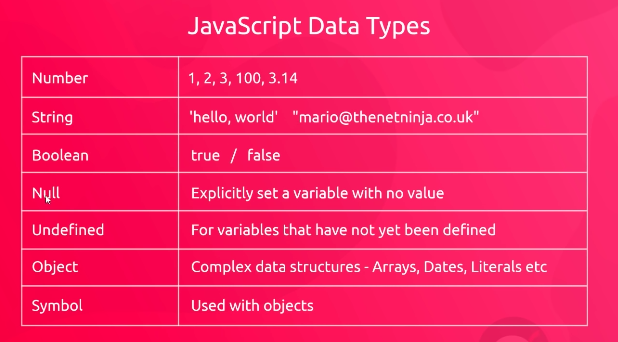 JavaScript Data Types
Number 1, 2, 3, 100, 3.14
String 'hello, world' "mario@thenetninja.co.uk"
Boolean true / false
Null Explicitly set a variable with no value
Undefined For variables that have not yet been defined
Object Complex data structures - Arrays, Dates, Literals etc
Symbol Used with objects